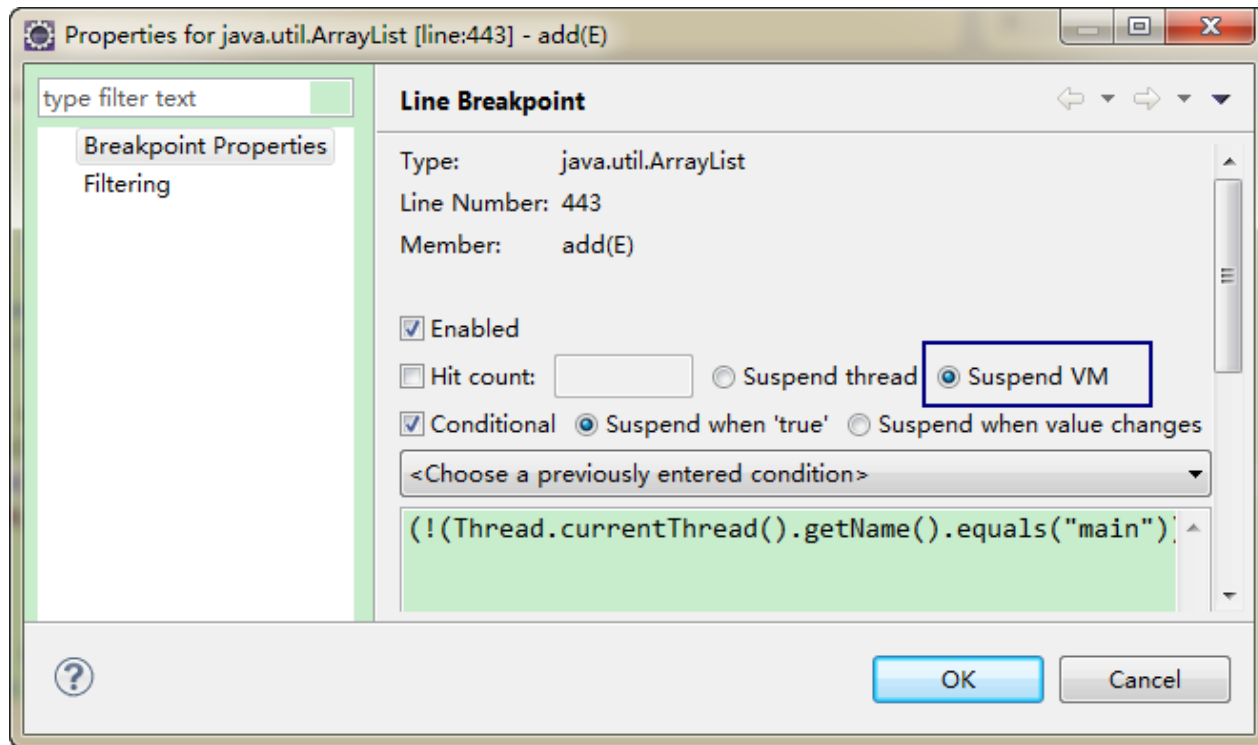 Properties for java.util.ArrayList [line:443] - add(E)
type filter text
Breakpoint Properties
Filtering
Line Breakpoint
Type: java.util.ArrayList
Line Number: 443
Member: add(E)
Enabled
Hit count: Suspend thread Suspend VM
Conditional Suspend when 'true' Suspend when value changes
<Choose a previously entered condition>
(!(Thread.currentThread().getName().equals("main"))
OK Cancel